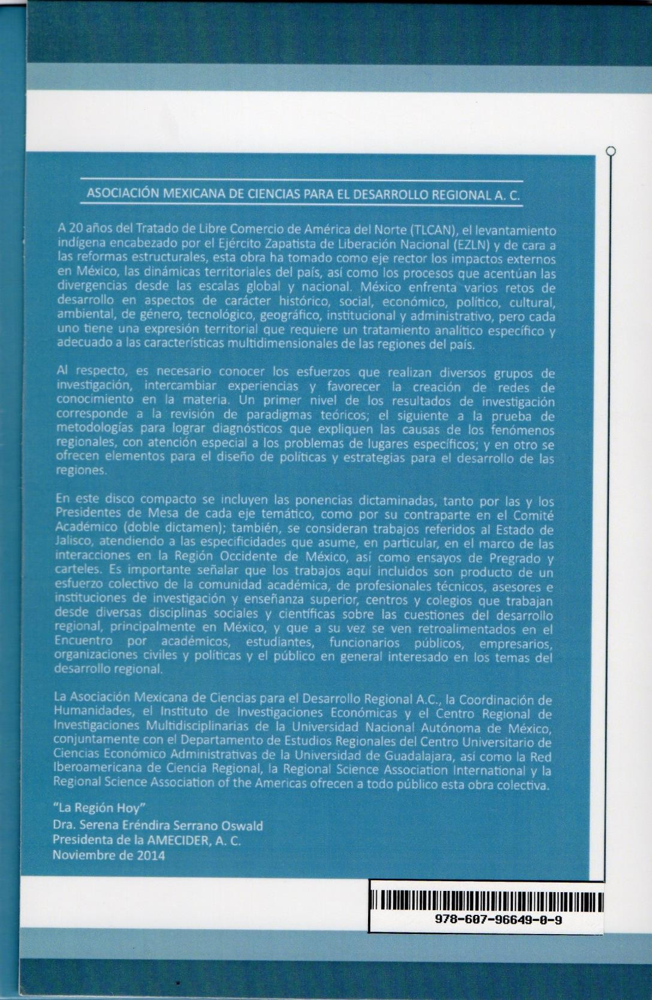 ASOCIACIÓN MEXICANA DE CIENCIAS PARA EL DESARROLLO REGIONAL A. C.
A 20 años del Tratado de Libre Comercio de América del Norte (TLCAN), el levantamiento
indígena encabezado por el Ejército Zapatista de Liberación Nacional (EZLN) y de cara a
las reformas estructurales, esta obra ha tomado como eje rector los impactos externos
en México, las dinámicas territoriales del país, así como los procesos que acentúan las
divergencias desde las escalas global y nacional. México enfrenta varios retos de
desarrollo en aspectos de carácter histórico, social, económico, político, cultural,
ambiental, de género, tecnológico, geográfico, institucional y administrativo, pero cada
uno tiene una expresión territorial que requiere un tratamiento analítico específico y
adecuado a las características multidimensionales de las regiones del país.
Al respecto, es necesario conocer los esfuerzos que realizan diversos grupos de
investigación, intercambiar experiencias y favorecer la creación de redes de
conocimiento en la materia. Un primer nivel de los resultados de investigación
corresponde a la revisión de paradigmas teóricos; el siguiente a la prueba de
metodologías para lograr diagnósticos que expliquen las causas de los fenómenos
regionales, con atención especial a los problemas de lugares específicos; y en otro se
ofrecen elementos para el diseño de políticas y estrategias para el desarrollo de las
regiones.
En este disco compacto se incluyen las ponencias dictaminadas, tanto por las y los
Presidentes de Mesa de cada eje temático, como por su contraparte en el Comité
Académico (doble dictamen); también, se consideran trabajos referidos al Estado de
Jalisco, atendiendo a las especificidades que asume, en particular, en el marco de las
interacciones en la Región Occidente de México, así como ensayos de Pregrado y
carteles. Es importante señalar que los trabajos aquí incluidos son producto de un
esfuerzo colectivo de la comunidad académica, de profesionales técnicos, asesores e
instituciones de investigación y enseñanza superior, centros y colegios que trabajan
desde diversas disciplinas sociales y científicas sobre las cuestiones del desarrollo
regional, principalmente en México, y que a su vez se ven retroalimentados en el
Encuentro por académicos, estudiantes, funcionarios públicos, empresarios,
organizaciones civiles y políticas y el público en general interesado en los temas del
desarrollo regional.
La Asociación Mexicana de Ciencias para el Desarrollo Regional A.C., la Coordinación de
Humanidades, el Instituto de Investigaciones Económicas y el Centro Regional de
Investigaciones Multidisciplinarias de la Universidad Nacional Autónoma de México,
conjuntamente con el Departamento de Estudios Regionales del Centro Universitario de
Ciencias Económico Administrativas de la Universidad de Guadalajara, así como la Red
Iberoamericana de Ciencia Regional, la Regional Science Association International y la
Regional Science Association of the Americas ofrecen a todo público esta obra colectiva.
“La Región Hoy”
Dra. Serena Eréndira Serrano Oswald
Presidenta de la AMECIDER, A. C.
Noviembre de 2014
978-607-96649-0-9